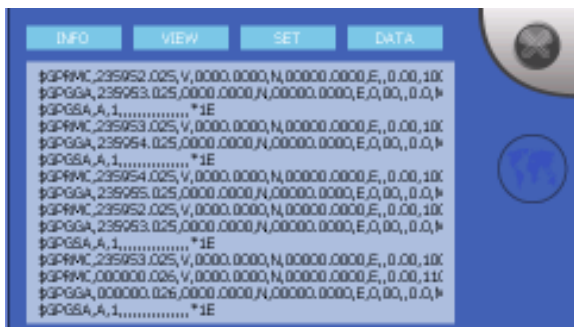 INFO VIEW SET DATA
$GPRMC,235952.025,V,0000.0000,N,00000.0000,E,,0.00,100
$GPGGA,235953.025,0000.0000,N,00000.0000,E,0,00,,0.0,M
$GPGSA,A,1,,,,,,,,,,,,,,,*1E
$GPRMC,235953.025,V,0000.0000,N,00000.0000,E,,0.00,100
$GPGGA,235954.025,0000.0000,N,00000.0000,E,0,00,,0.0,M
$GPGSA,A,1,,,,,,,,,,,,,,,*1E
$GPRMC,235954.025,V,0000.0000,N,00000.0000,E,,0.00,100
$GPGGA,235955.025,0000.0000,N,00000.0000,E,0,00,,0.0,M
$GPRMC,235952.025,V,0000.0000,N,00000.0000,E,,0.00,100
$GPGGA,235953.025,0000.0000,N,00000.0000,E,0,00,,0.0,M
$GPGSA,A,1,,,,,,,,,,,,,,,*1E
$GPRMC,235953.025,V,0000.0000,N,00000.0000,E,,0.00,100
$GPRMC,000000.026,V,0000.0000,N,00000.0000,E,,0.00,110
$GPGGA,000000.026,0000.0000,N,00000.0000,E,0,00,,0.0,M
$GPGSA,A,1,,,,,,,,,,,,,,,*1E